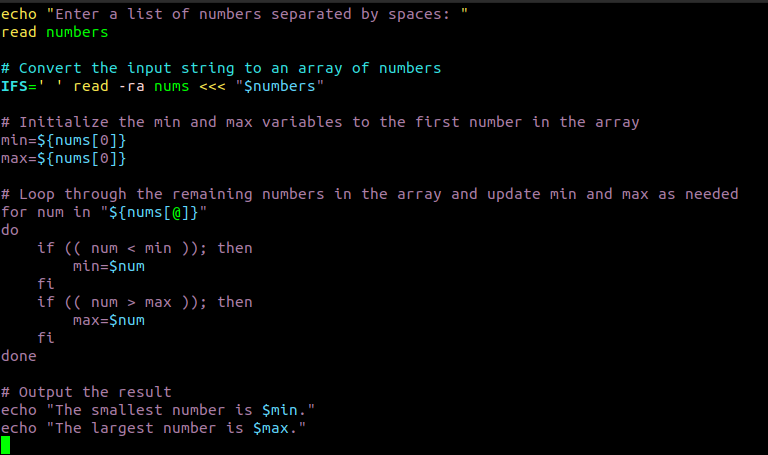 echo "Enter a list of numbers separated by spaces: "
read numbers

# Convert the input string to an array of numbers
IFS=' ' read -ra nums <<< "$numbers"

# Initialize the min and max variables to the first number in the array
min=${nums[0]}
max=${nums[0]}

# Loop through the remaining numbers in the array and update min and max as needed
for num in "${nums[@]}"
do
    if (( num < min )); then
        min=$num
    fi
    if (( num > max )); then
        max=$num
    fi
done

# Output the result
echo "The smallest number is $min."
echo "The largest number is $max."